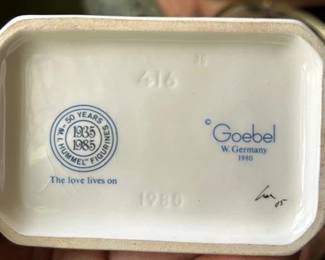 416
50 YEARS
1935
1985
"M.I. HUMMEL" FIGURINES
The love lives on
© Goebel
W. Germany
1980
1980